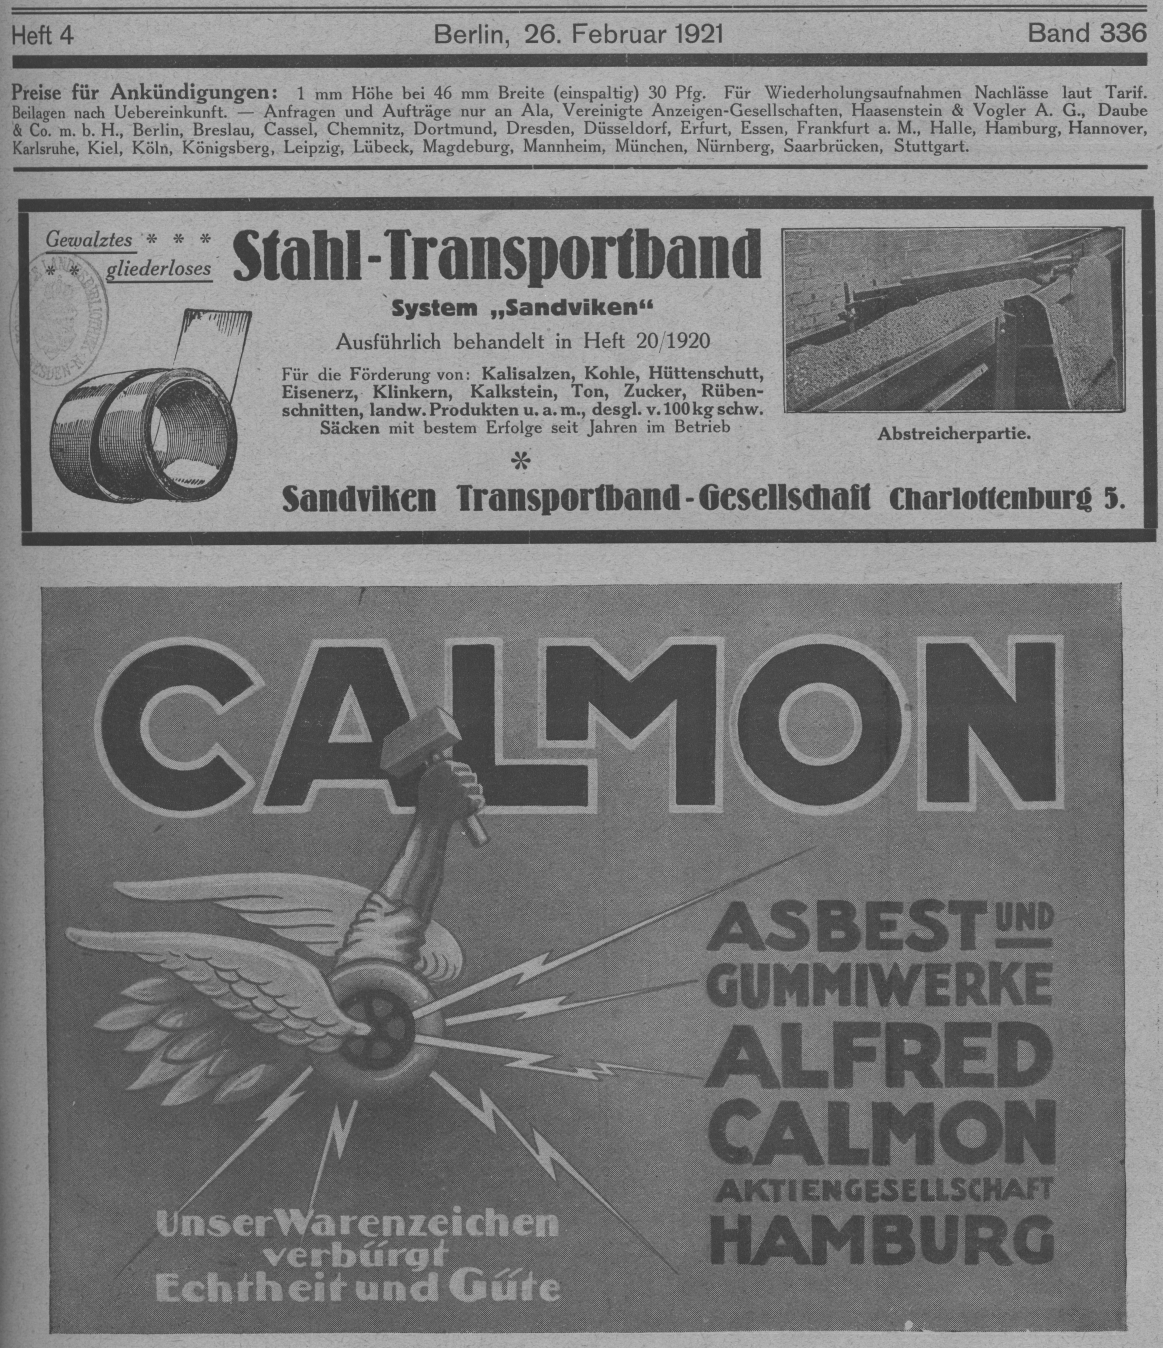 Heft 4 Berlin, 26. Februar 1921 Band 336
Preise für Ankündigungen: 1 mm Höhe bei 46 mm Breite (einspaltig) 30 Pfg. Für Wiederholungsaufnahmen Nachlässe laut Tarif.
Beilagen nach Uebereinkunft. — Anfragen und Aufträge nur an Ala, Vereinigte Anzeigen-Gesellschaften, Haasenstein & Vogler A. G., Daube
& Co. m. b. H., Berlin, Breslau, Cassel, Chemnitz, Dortmund, Dresden, Düsseldorf, Erfurt, Essen, Frankfurt a. M., Halle, Hamburg, Hannover,
Karlsruhe, Kiel, Köln, Königsberg, Leipzig, Lübeck, Magdeburg, Mannheim, München, Nürnberg, Saarbrücken, Stuttgart.
Gewalztes * * *
* * gliederloses
Stahl-Transportband
System „Sandviken“
Ausführlich behandelt in Heft 20/1920
Für die Förderung von: Kalisalzen, Kohle, Hüttenschutt,
Eisenerz, Klinkern, Kalkstein, Ton, Zucker, Rüben-
schnitten, landw. Produkten u. a. m., desgl. v. 100 kg schw.
Säcken mit bestem Erfolge seit Jahren im Betrieb
*
Abstreicherpartie.
Sandviken Transportband-Gesellschaft Charlottenburg 5.
CALMON
ASBEST UND
GUMMIWERKE
ALFRED
CALMON
AKTIENGESELLSCHAFT
HAMBURG
Unser Warenzeichen
verbürgt
Echtheit und Güte